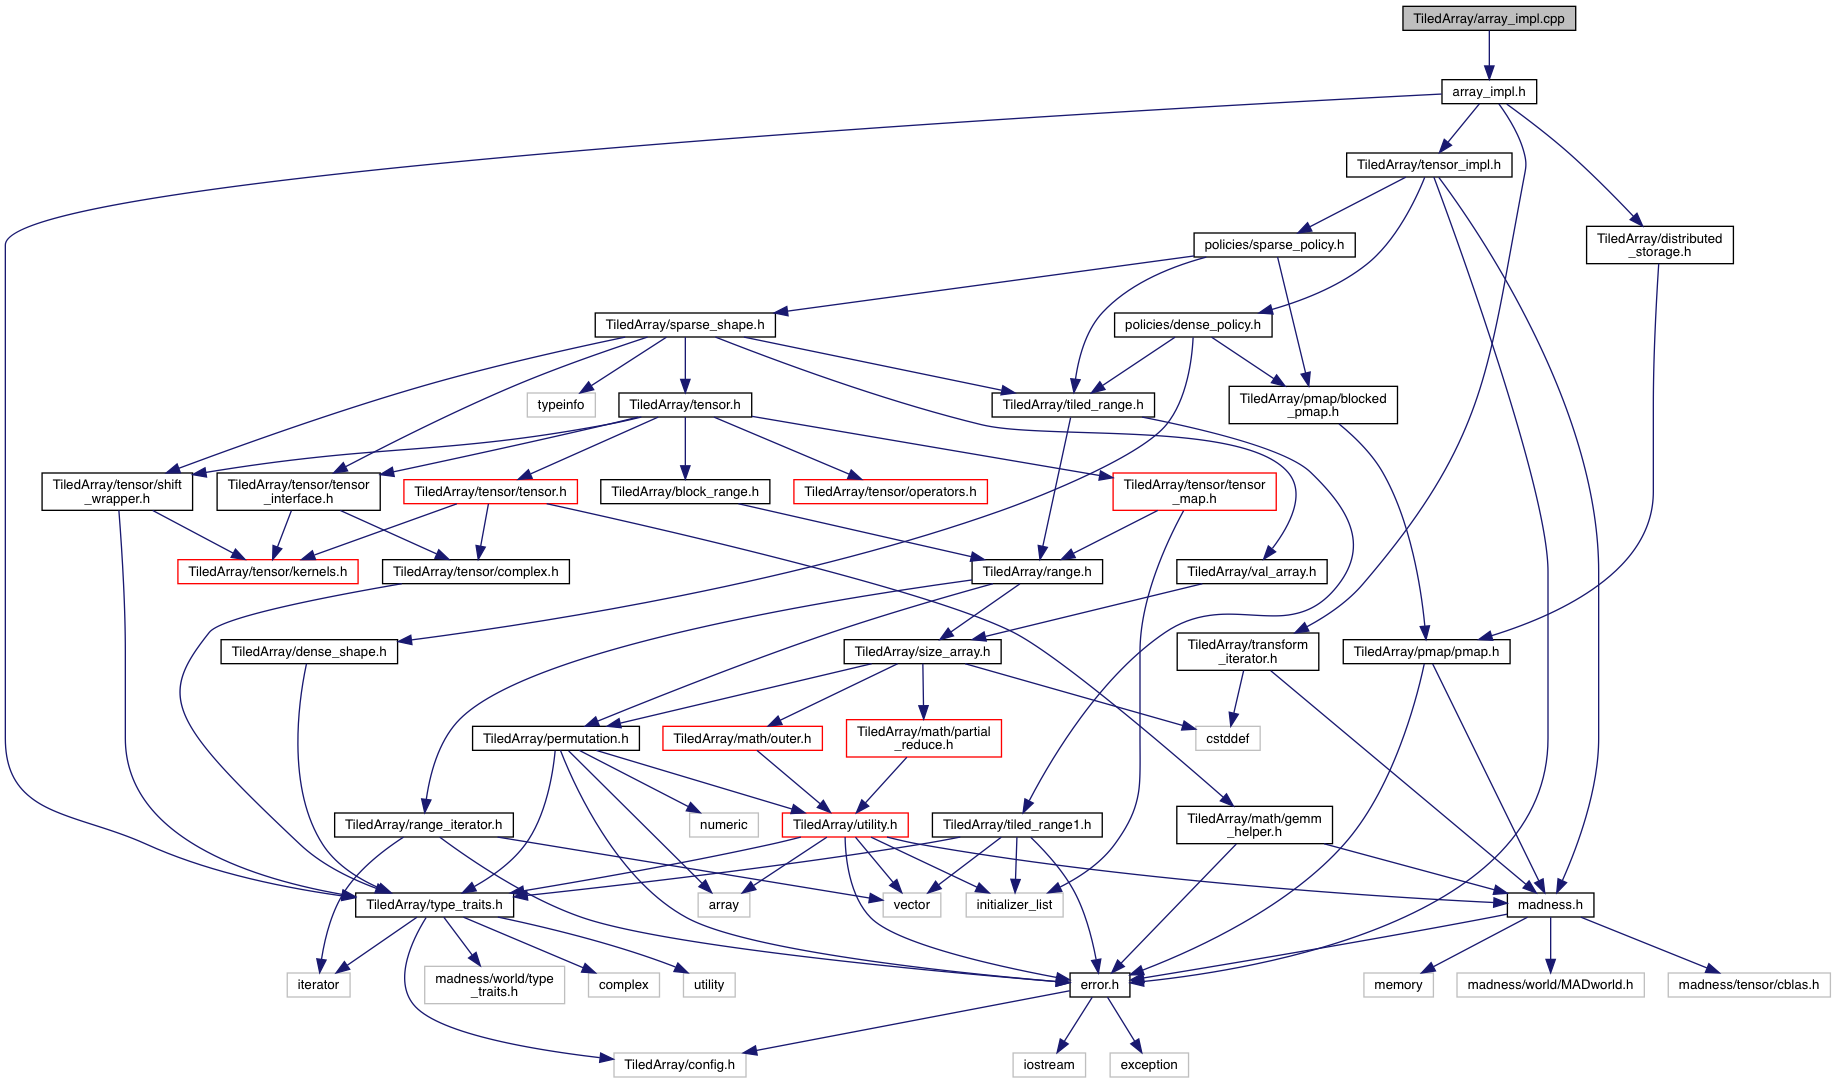 TiledArray/array_impl.cpp
array_impl.h
TiledArray/tensor_impl.h
policies/sparse_policy.h
TiledArray/distributed
_storage.h
TiledArray/sparse_shape.h
policies/dense_policy.h
typeinfo
TiledArray/tensor.h
TiledArray/tiled_range.h
TiledArray/pmap/blocked
_pmap.h
TiledArray/tensor/shift
_wrapper.h
TiledArray/tensor/tensor
_interface.h
TiledArray/tensor/tensor.h
TiledArray/block_range.h
TiledArray/tensor/operators.h
TiledArray/tensor/tensor
_map.h
TiledArray/tensor/kernels.h
TiledArray/tensor/complex.h
TiledArray/range.h
TiledArray/val_array.h
TiledArray/dense_shape.h
TiledArray/size_array.h
TiledArray/transform
_iterator.h
TiledArray/pmap/pmap.h
TiledArray/permutation.h
TiledArray/math/outer.h
TiledArray/math/partial
_reduce.h
cstddef
TiledArray/range_iterator.h
numeric
TiledArray/utility.h
TiledArray/tiled_range1.h
TiledArray/math/gemm
_helper.h
TiledArray/type_traits.h
array
vector
initializer_list
madness.h
iterator
madness/world/type
_traits.h
complex
utility
error.h
memory
madness/world/MADworld.h
madness/tensor/cblas.h
TiledArray/config.h
iostream
exception